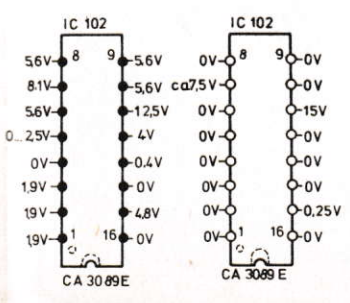 IC 102 IC 102
5,6V 8 9 5.6V 0V 8 9 0V
8.1V 5,6V ca7,5V 0V
5.6V 12,5V 0V 15V
0...2,5V 4V 0V 0V
0V 0.4V 0V 0V
1,9V 0V 0V 0V
1,9V 4,8V 0V 0,25V
1,9V 1 16 0V 0V 1 16 0V
CA 3089E CA 3089E